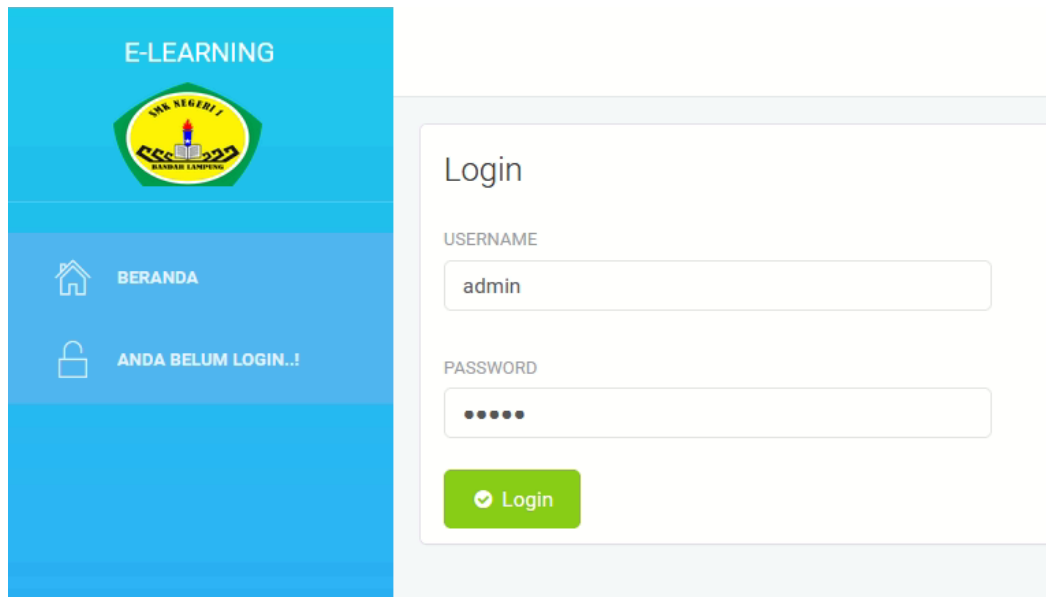 E-LEARNING
SMK NEGERI 1
BANDAR LAMPUNG
BERANDA
ANDA BELUM LOGIN..!
Login
USERNAME
admin
PASSWORD
●●●●●
Login